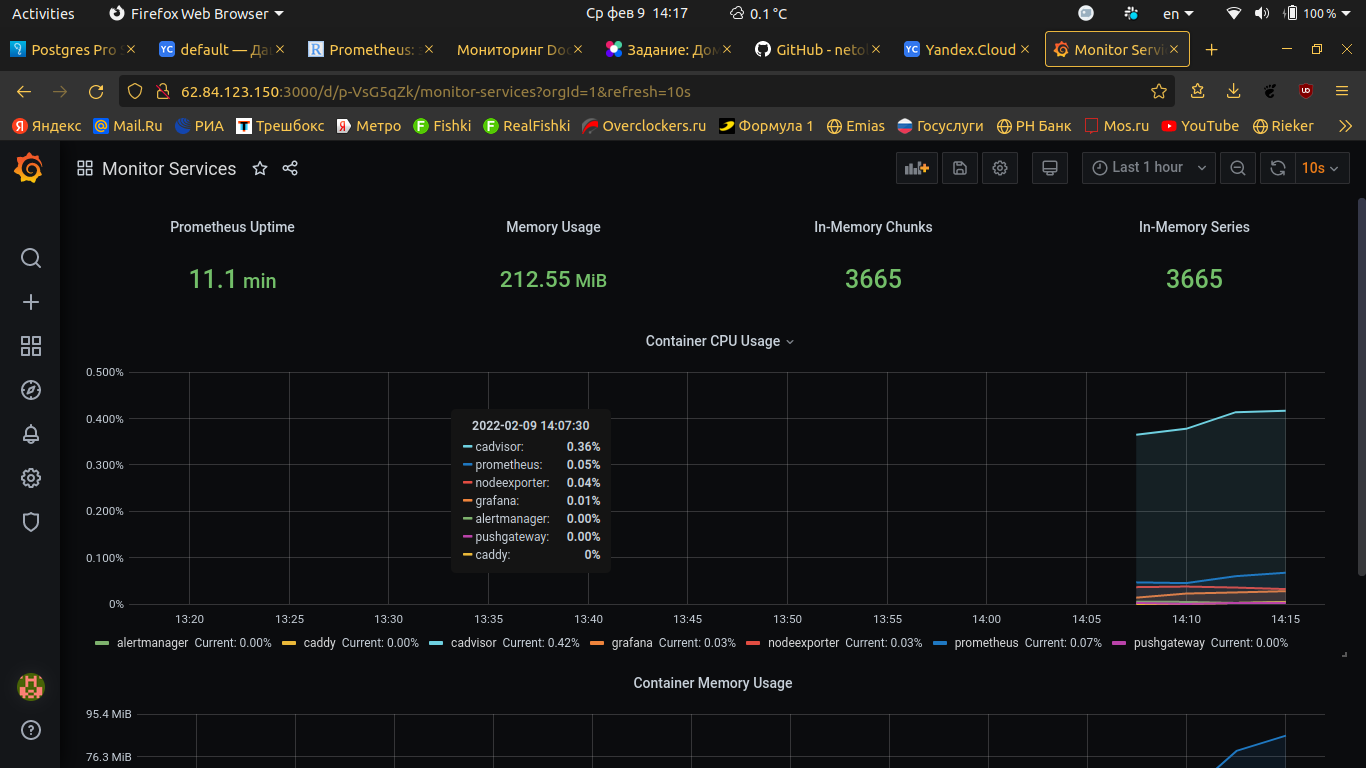 Activities Firefox Web Browser Ср фев 9 14:17 0.1 °C en 100 %
Postgres Pro YC default — Да R Prometheus: Мониторинг Doc Задание: До GitHub - netol YC Yandex.Cloud Monitor Servi
62.84.123.150:3000/d/p-VsG5qZk/monitor-services?orgId=1&refresh=10s
Яндекс Mail.Ru РИА Трешбокс Метро Fishki RealFishki Overclockers.ru Формула 1 Emias Госуслуги РН Банк Mos.ru YouTube Rieker
Monitor Services Last 1 hour 10s
Prometheus Uptime Memory Usage In-Memory Chunks In-Memory Series
11.1 min 212.55 MiB 3665 3665
Container CPU Usage
0.500%
0.400%
0.300%
0.200%
0.100%
0%
2022-02-09 14:07:30
cadvisor: 0.36%
prometheus: 0.05%
nodeexporter: 0.04%
grafana: 0.01%
alertmanager: 0.00%
pushgateway: 0.00%
caddy: 0%
13:20 13:25 13:30 13:35 13:40 13:45 13:50 13:55 14:00 14:05 14:10 14:15
alertmanager Current: 0.00% caddy Current: 0.00% cadvisor Current: 0.42% grafana Current: 0.03% nodeexporter Current: 0.03% prometheus Current: 0.07% pushgateway Current: 0.00%
Container Memory Usage
95.4 MiB
76.3 MiB